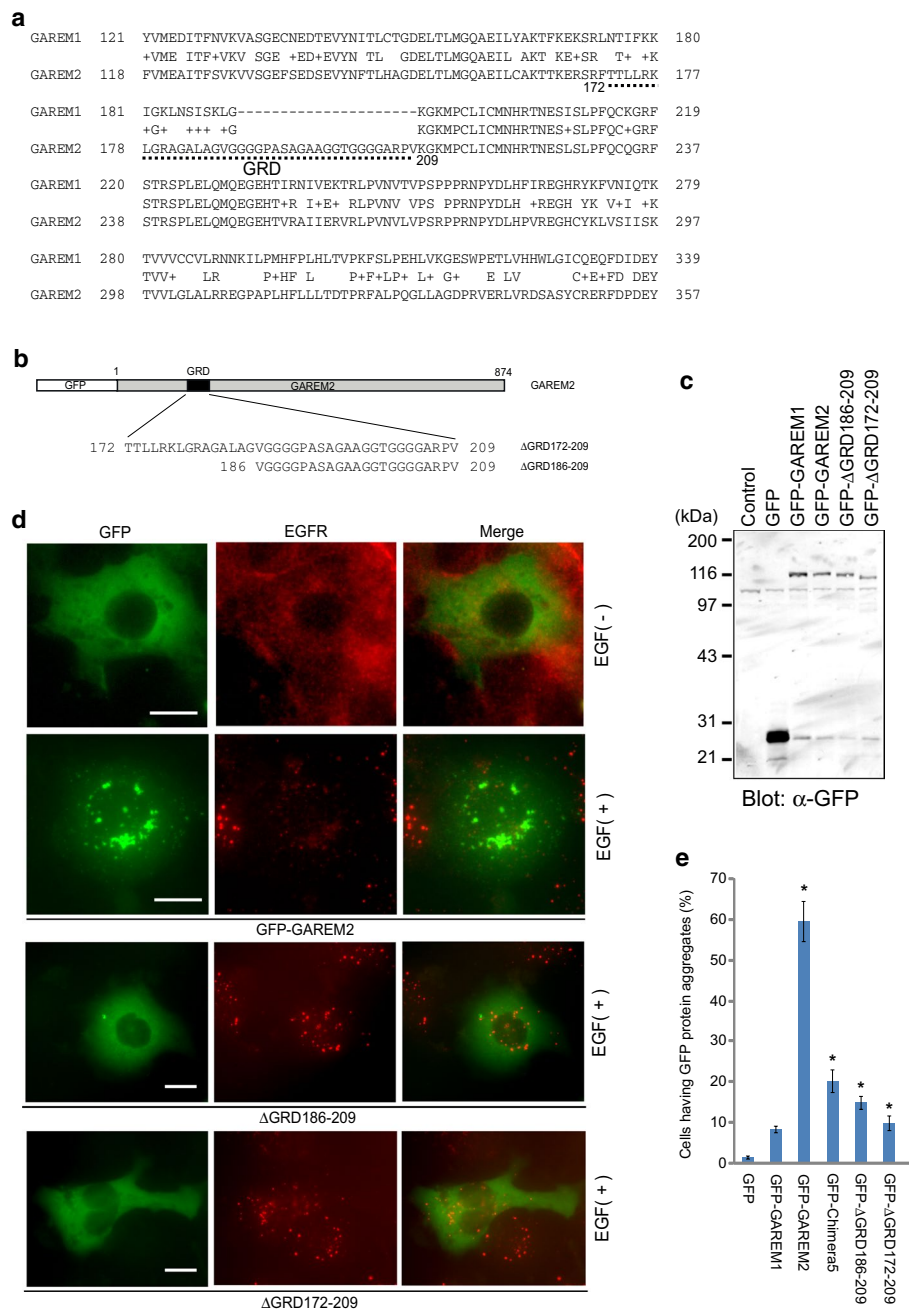 a
GAREM1 121 YVMEDITFNVKVASGECNEDTEVYNITLCTGDELTLMGQAEILYAKTFKEKSRLNTIFKK 180
+VME ITF+VKV SGE +ED+EVYN TL GDELTLMGQAEIL AKT KE+SR T+ +K
GAREM2 118 FVMEAITFSVKVVSGEFSEDSEVYNFTLHAGDELTLMGQAEILCAKTTKERSRFTTLLRK 177
172
GAREM1 181 IGKLNSISKLG--------------------KGKMPCLICMNHRTNESISLPFQCKGRF 219
+G+ +++ +G KGKMPCLICMNHRTNES+SLPFQC+GRF
GAREM2 178 LGRAGALAGVGGGGPASAGAAGGTGGGGARPVKGKMPCLICMNHRTNESLSLPFQCQGRF 237
GRD 209
GAREM1 220 STRSPLELQMQEGEHTIRNIVEKTRLPVNVTVPSPPPRNPYDLHFIREGHRYKFVNIQTK 279
STRSPLELQMQEGEHT+R I+E+ RLPVNV VPS PPRNPYDLH +REGH YK V+I +K
GAREM2 238 STRSPLELQMQEGEHTVRAIIERVRLPVNVLVPSRPPRNPYDLHPVREGHCYKLVSIISK 297
GAREM1 280 TVVVCCVLRNNKILPMHFPLHLTVPKFSLPEHLVKGESWPETLVHHWLGICQEQFDIDEY 339
TVV+ LR P+HF L P+F+LP+ L+ G+ E LV C+E+FD DEY
GAREM2 298 TVVLGLALRREGPAPLHFLLLTDTPRFALPQGLLAGDPRVERLVRDSASYCRERFDPDEY 357
b
1 GRD 874
GFP GAREM2 GAREM2
172 TTLLRKLGRAGALAGVGGGGPASAGAAGGTGGGGARPV 209 ΔGRD172-209
186 VGGGGPASAGAAGGTGGGGARPV 209 ΔGRD186-209
c
Control
GFP
GFP-GAREM1
GFP-GAREM2
GFP-ΔGRD186-209
GFP-ΔGRD172-209
(kDa)
200
116
97
43
31
21
Blot: α-GFP
d
GFP EGFR Merge
EGF( - )
EGF( + )
GFP-GAREM2
EGF( + )
ΔGRD186-209
EGF( + )
ΔGRD172-209
e
Cells having GFP protein aggregates (%)
70
60
50
40
30
20
10
0
*
*
*
*
GFP
GFP-GAREM1
GFP-GAREM2
GFP-Chimera5
GFP-ΔGRD186-209
GFP-ΔGRD172-209